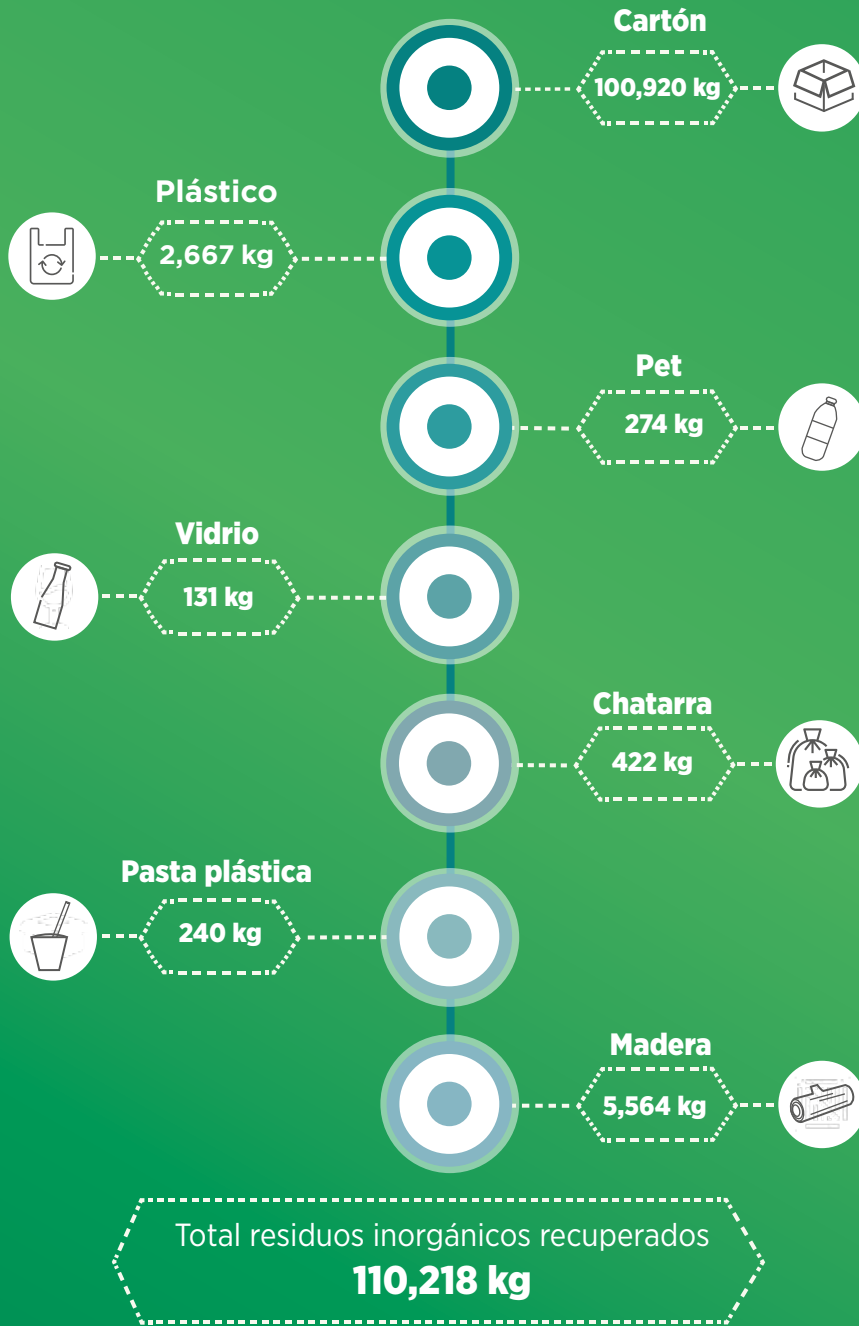 Cartón
100,920 kg
Plástico
2,667 kg
Pet
274 kg
Vidrio
131 kg
Chatarra
422 kg
Pasta plástica
240 kg
Madera
5,564 kg
Total residuos inorgánicos recuperados
110,218 kg